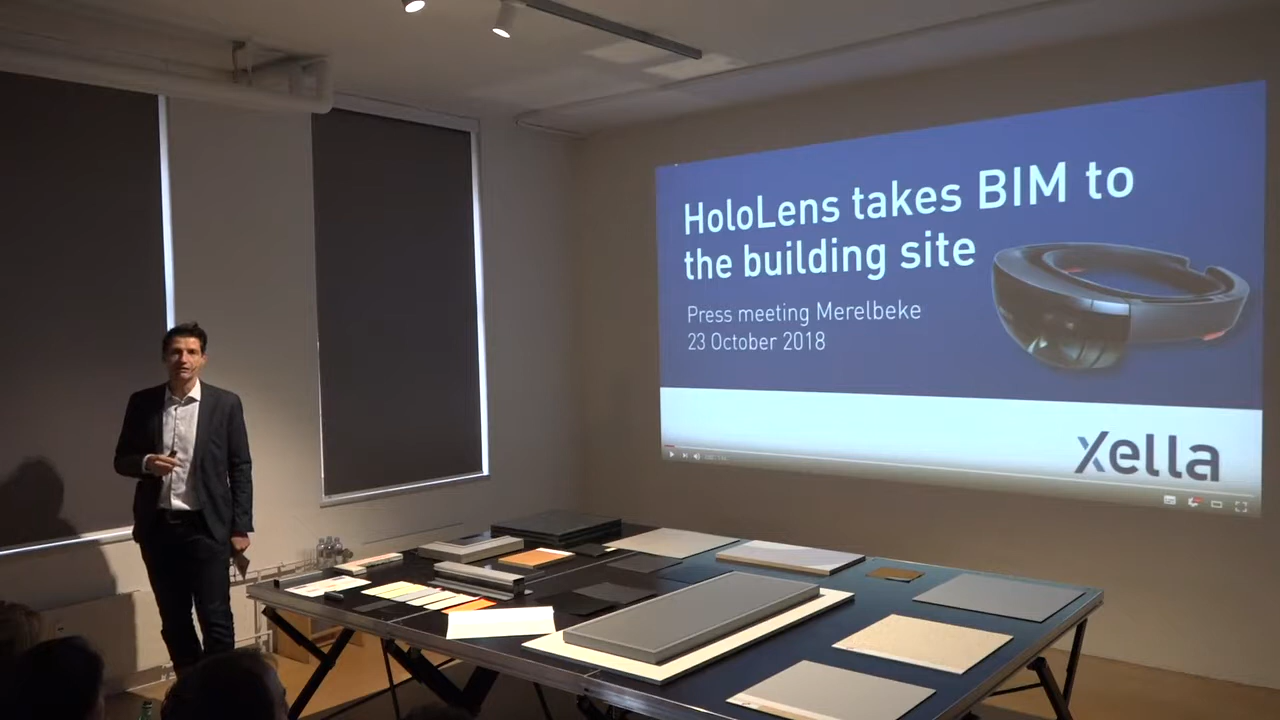 HoloLens takes BIM to
the building site
Press meeting Merelbeke
23 October 2018
Xella